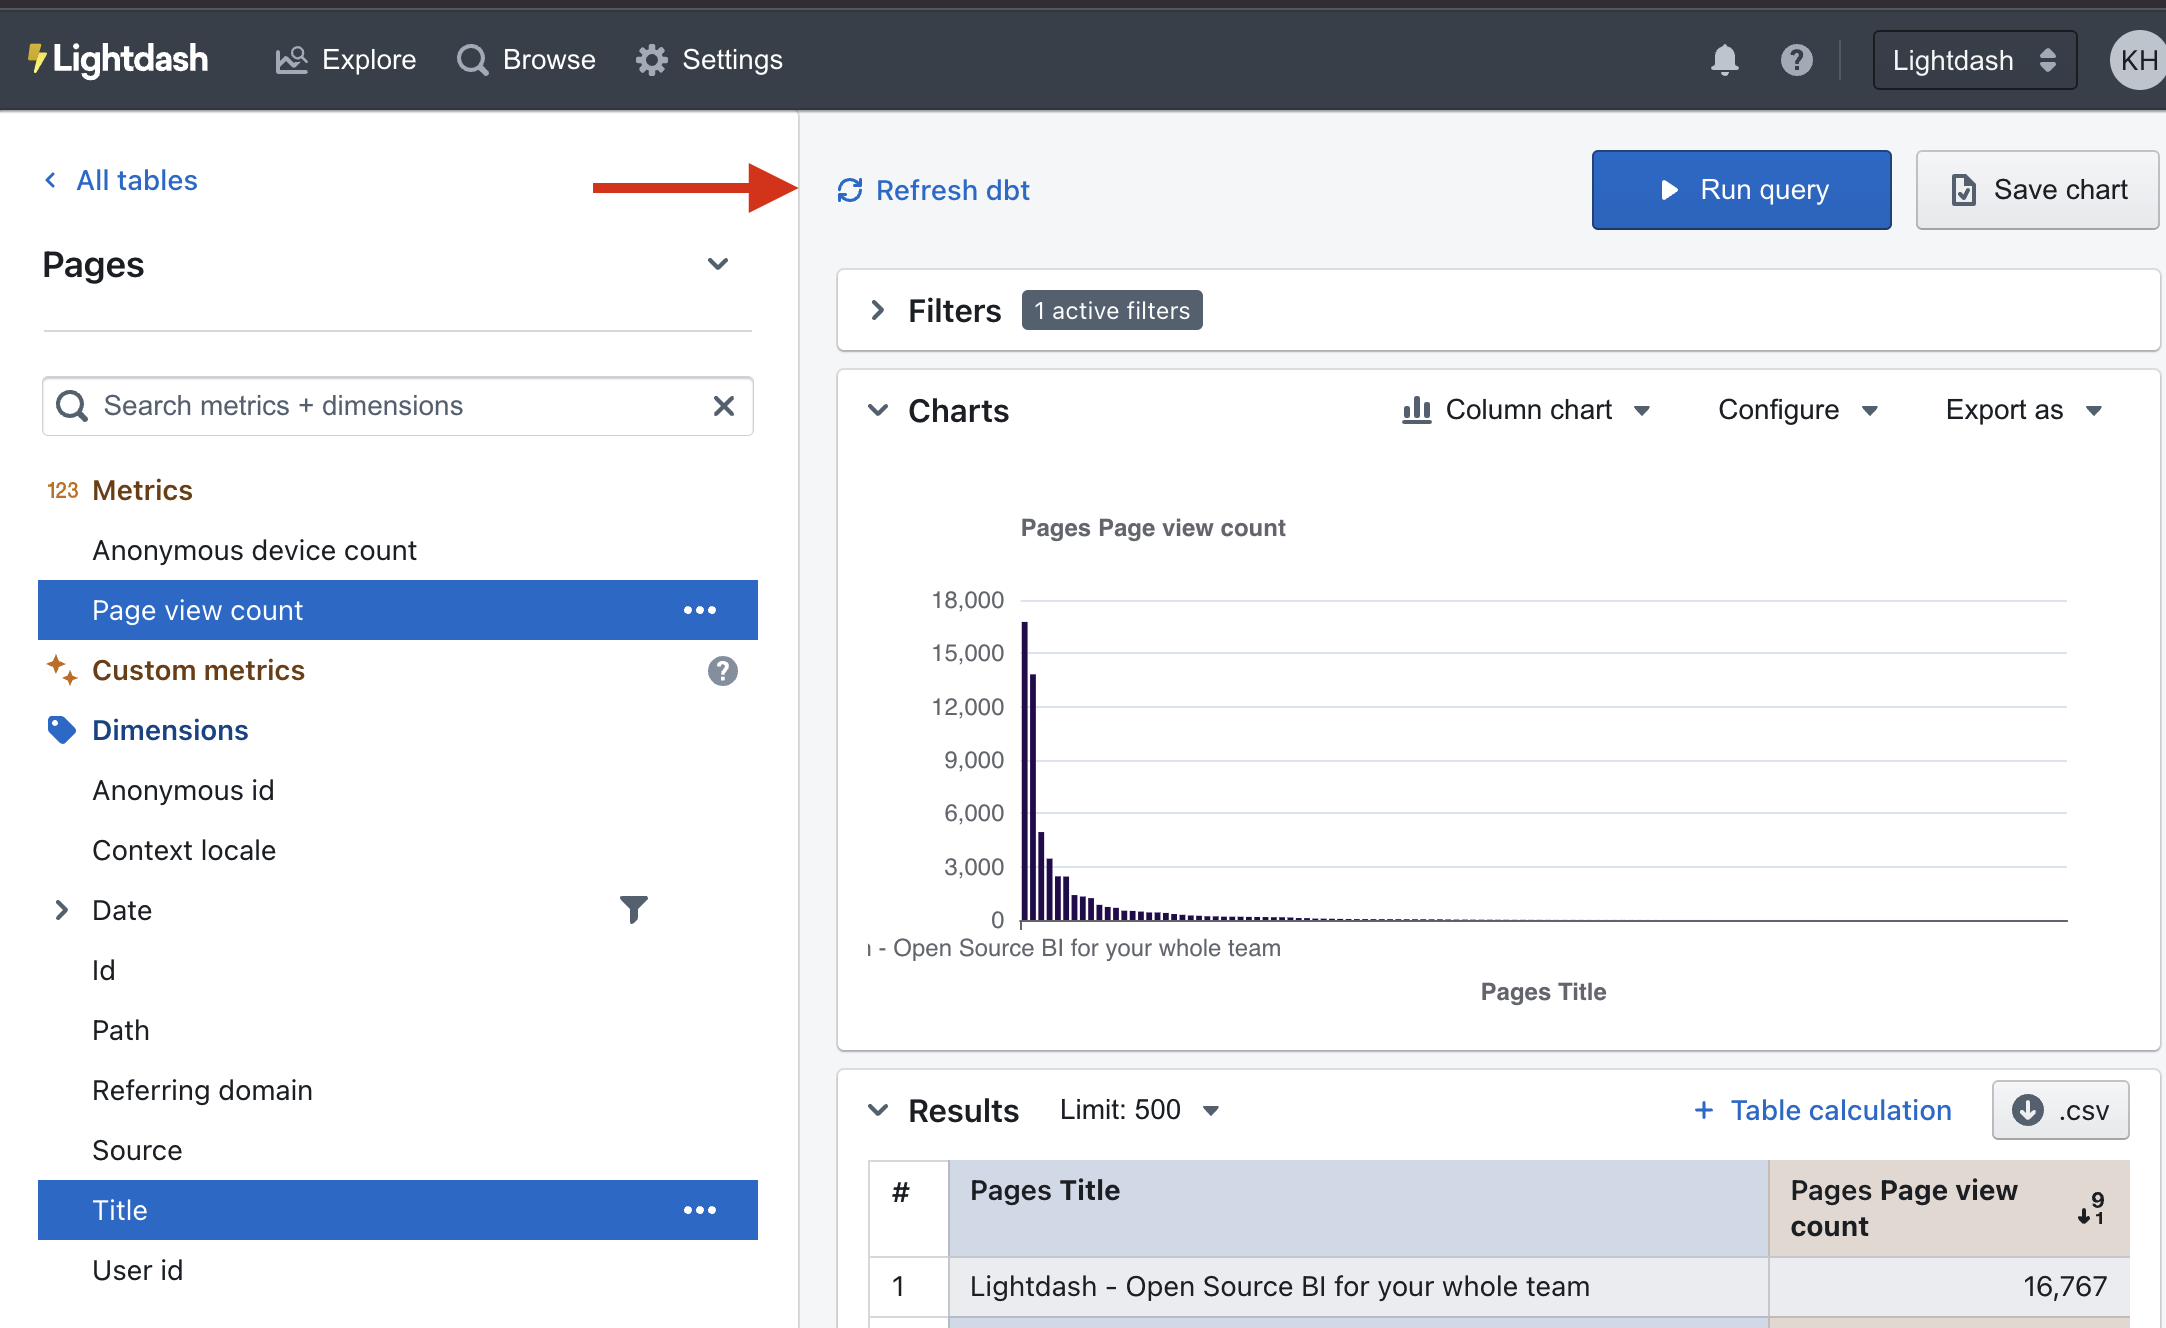 Lightdash
Explore
Browse
Settings
?
Lightdash
KH
All tables
Pages
Search metrics + dimensions
123 Metrics
Anonymous device count
Page view count
Custom metrics
?
Dimensions
Anonymous id
Context locale
Date
Id
Path
Referring domain
Source
Title
User id
Refresh dbt
Run query
Save chart
Filters
1 active filters
Charts
Column chart
Configure
Export as
Pages Page view count
18,000
15,000
12,000
9,000
6,000
3,000
0
- Open Source BI for your whole team
Pages Title
Results
Limit: 500
+ Table calculation
.csv
#
Pages Title
Pages Page view
count
9
1
1
Lightdash - Open Source BI for your whole team
16,767